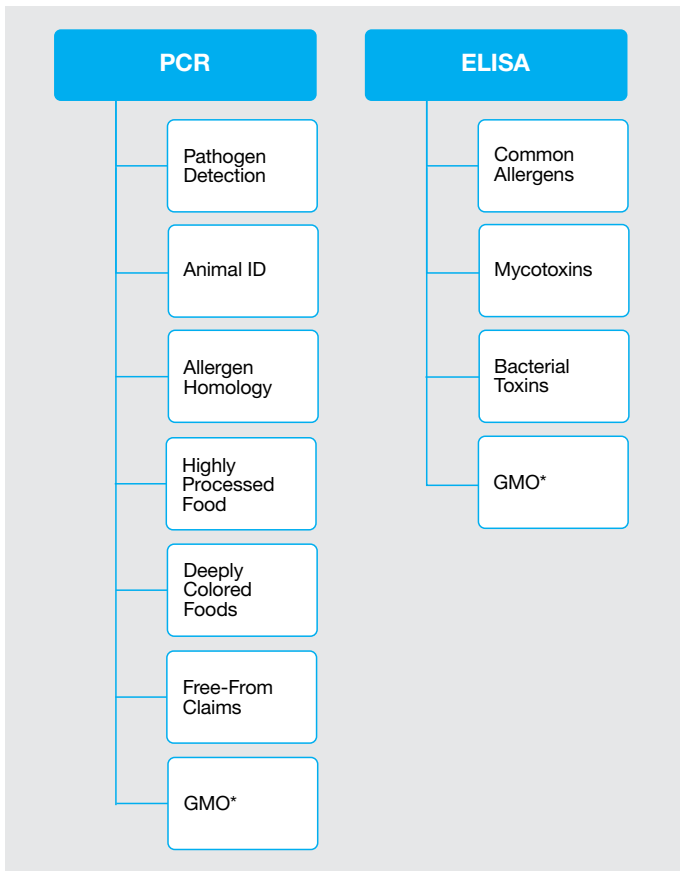 PCR
Pathogen
Detection
Animal ID
Allergen
Homology
Highly
Processed
Food
Deeply
Colored
Foods
Free-From
Claims
GMO*
ELISA
Common
Allergens
Mycotoxins
Bacterial
Toxins
GMO*